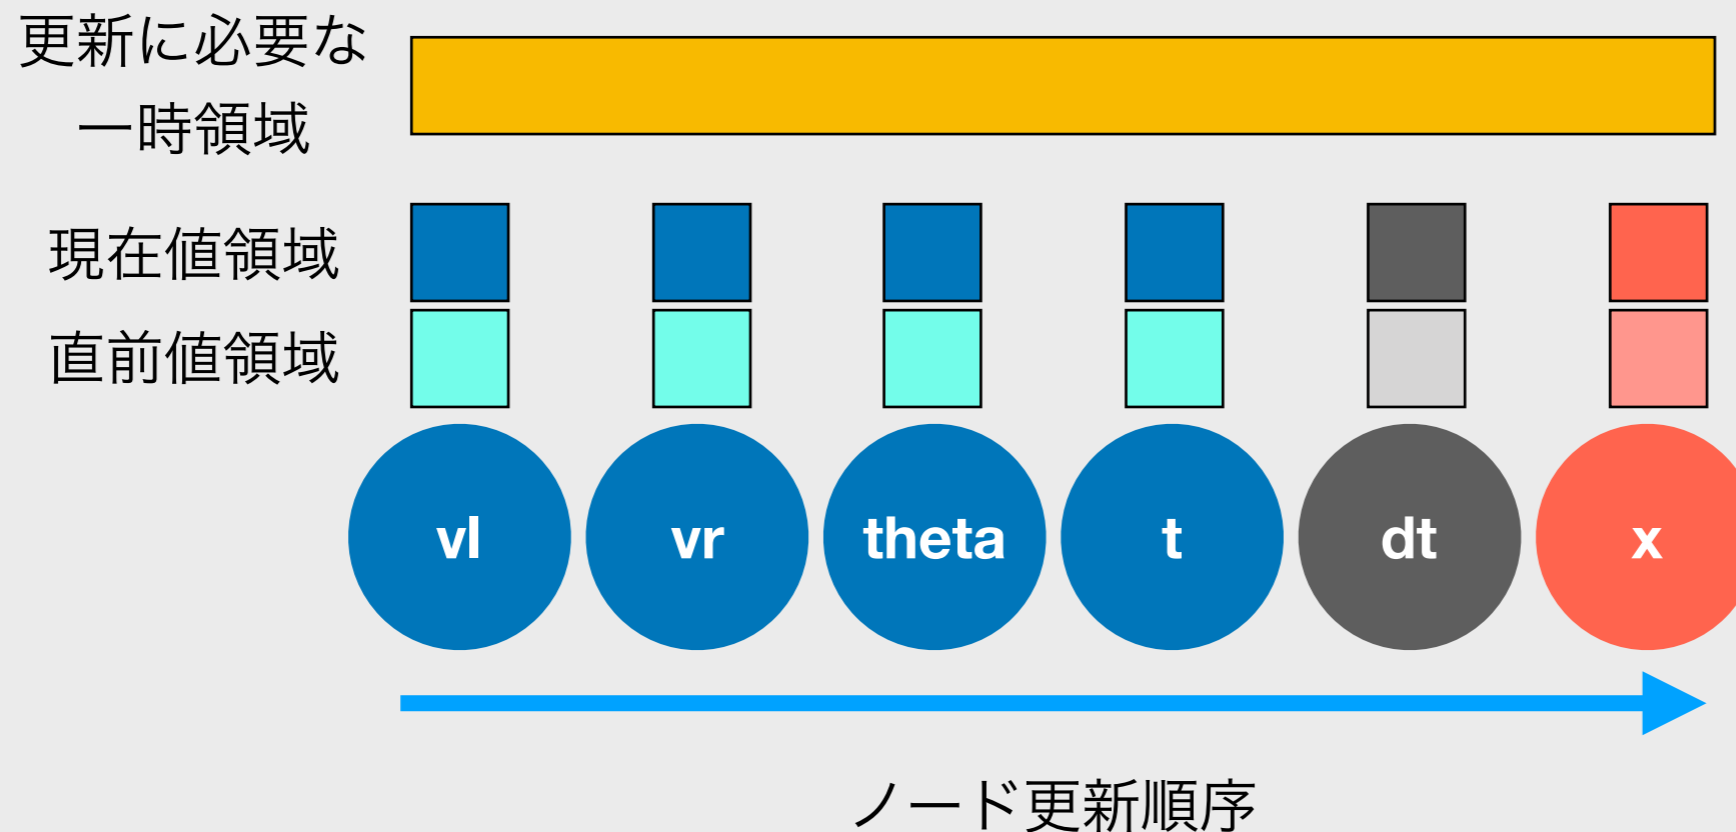 更新に必要な
一時領域
現在値領域
直前値領域
vl vr theta t dt x
ノード更新順序